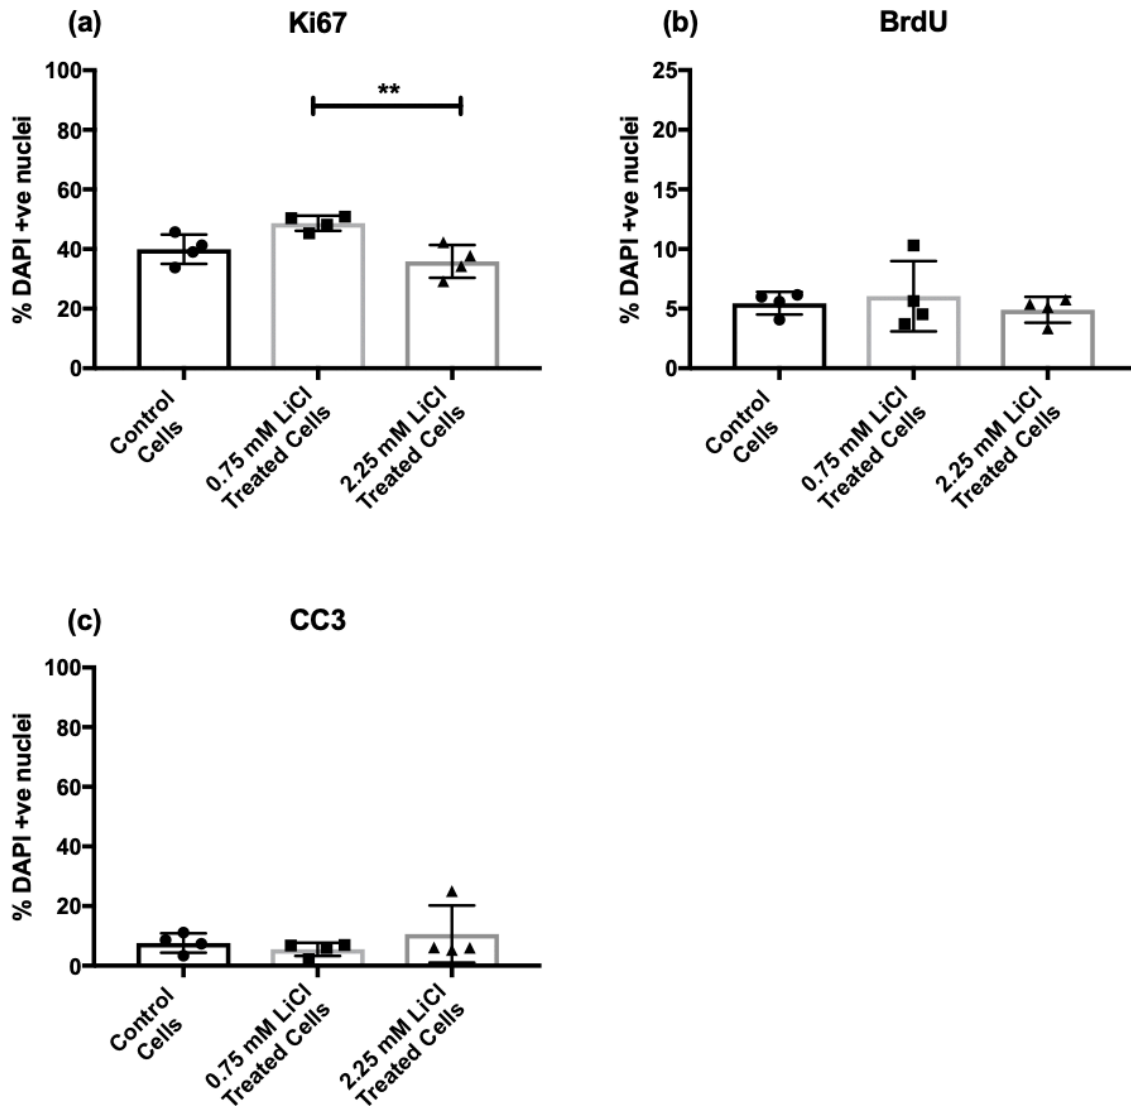 (a)
Ki67
% DAPI +ve nuclei
100
80
60
40
20
0
**
Control
Cells
0.75 mM LiCl
Treated Cells
2.25 mM LiCl
Treated Cells
(b)
BrdU
% DAPI +ve nuclei
25
20
15
10
5
0
Control
Cells
0.75 mM LiCl
Treated Cells
2.25 mM LiCl
Treated Cells
(c)
CC3
% DAPI +ve nuclei
100
80
60
40
20
0
Control
Cells
0.75 mM LiCl
Treated Cells
2.25 mM LiCl
Treated Cells